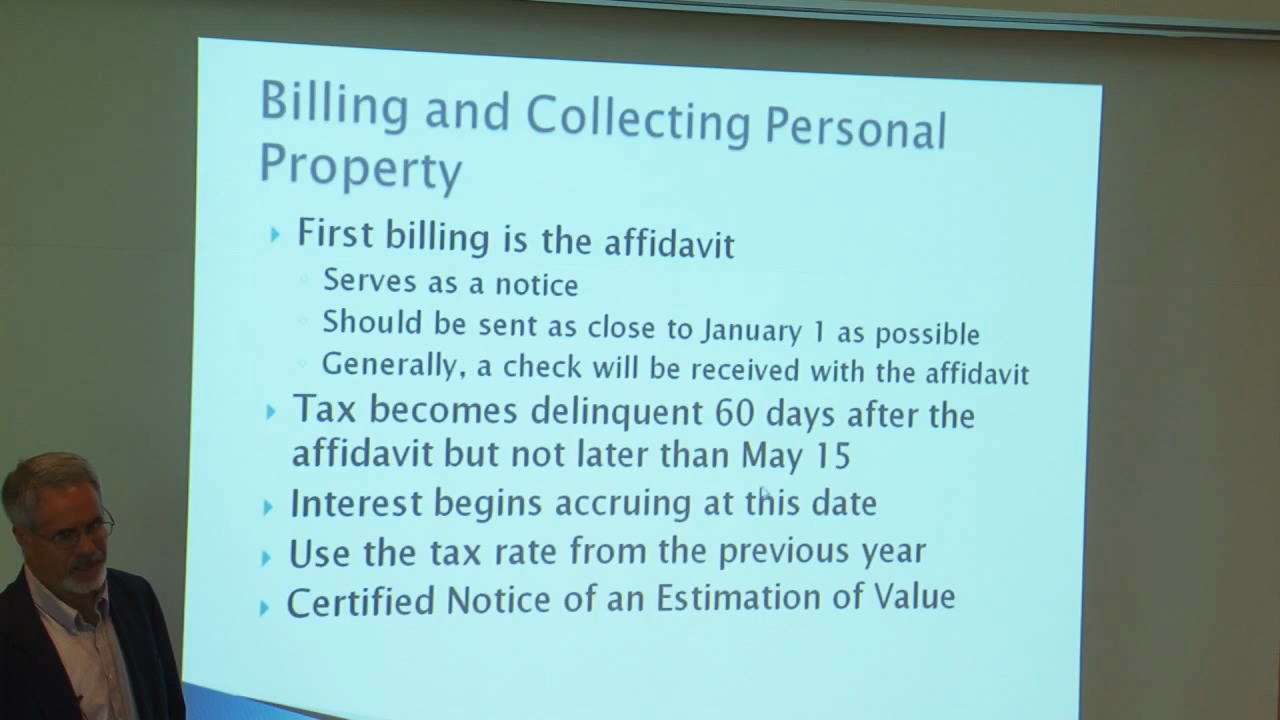 Billing and Collecting Personal
Property
First billing is the affidavit
Serves as a notice
Should be sent as close to January 1 as possible
Generally, a check will be received with the affidavit
Tax becomes delinquent 60 days after the
affidavit but not later than May 15
Interest begins accruing at this date
Use the tax rate from the previous year
Certified Notice of an Estimation of Value